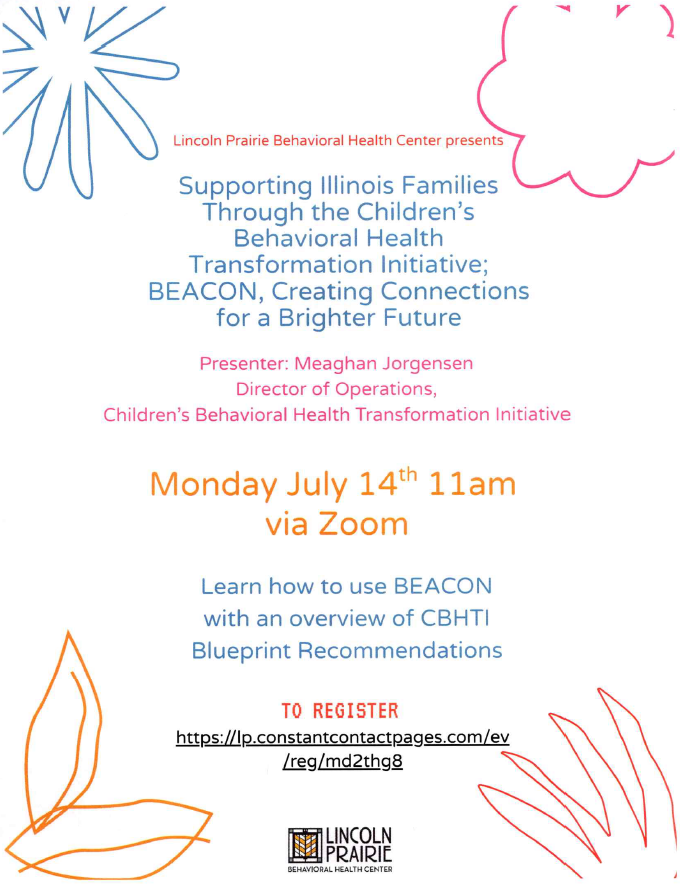 Lincoln Prairie Behavioral Health Center presents
Supporting Illinois Families
Through the Children's
Behavioral Health
Transformation Initiative;
BEACON, Creating Connections
for a Brighter Future
Presenter: Meaghan Jorgensen
Director of Operations,
Children's Behavioral Health Transformation Initiative
Monday July 14th 11am
via Zoom
Learn how to use BEACON
with an overview of CBHTI
Blueprint Recommendations
TO REGISTER
https://lp.constantcontactpages.com/ev
/reg/md2thg8
LINCOLN
PRAIRIE
BEHAVIORAL HEALTH CENTER